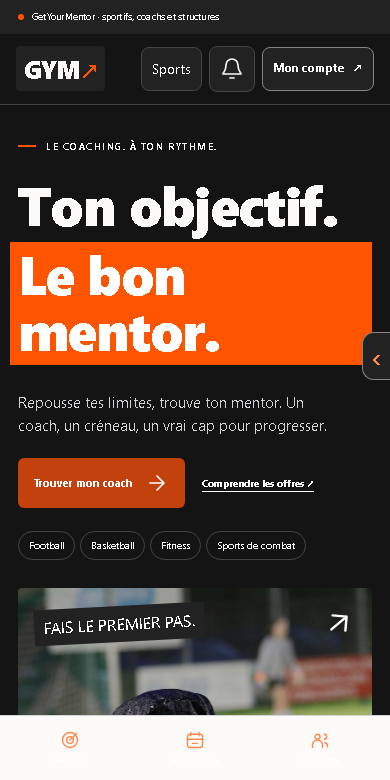 GetYourMentor · sportifs, coachs et structures
GYM↗
Sports
Mon compte ↗
LE COACHING. À TON RYTHME.
Ton objectif.
Le bon
mentor.
Repousse tes limites, trouve ton mentor. Un
coach, un créneau, un vrai cap pour progresser.
Trouver mon coach →
Comprendre les offres ↗
Football
Basketball
Fitness
Sports de combat
FAIS LE PREMIER PAS.